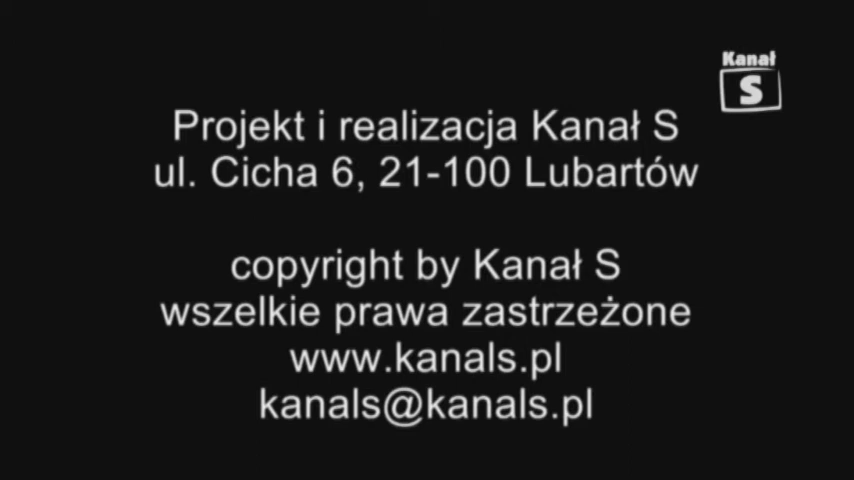 Kanał
S
Projekt i realizacja Kanał S
ul. Cicha 6, 21-100 Lubartów
copyright by Kanał S
wszelkie prawa zastrzeżone
www.kanals.pl
kanals@kanals.pl